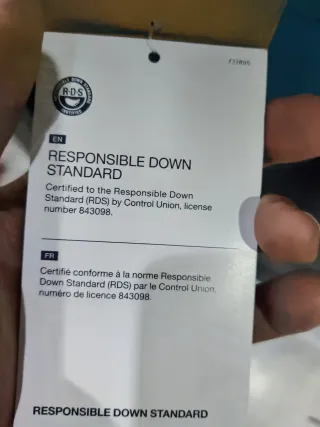 RDS
EN
RESPONSIBLE DOWN
STANDARD
Certified to the Responsible Down
Standard (RDS) by Control Union, license
number 843098.
FR
Certifié conforme à la norme Responsible
Down Standard (RDS) par le Control Union,
numéro de licence 843098.
RESPONSIBLE DOWN STANDARD